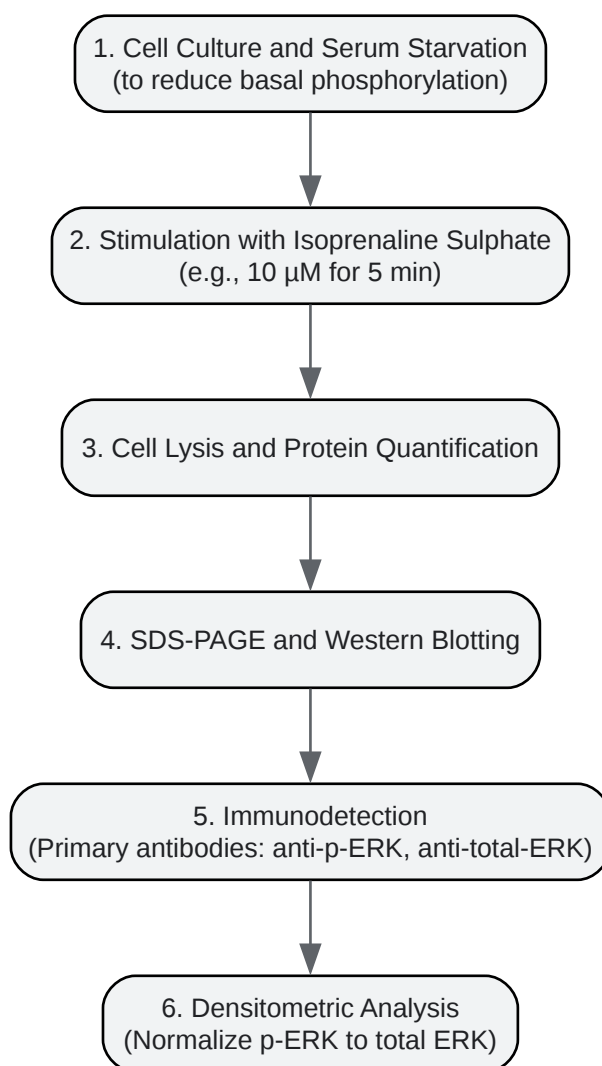 1. Cell Culture and Serum Starvation
(to reduce basal phosphorylation)
2. Stimulation with Isoprenaline Sulphate
(e.g., 10 µM for 5 min)
3. Cell Lysis and Protein Quantification
4. SDS-PAGE and Western Blotting
5. Immunodetection
(Primary antibodies: anti-p-ERK, anti-total-ERK)
6. Densitometric Analysis
(Normalize p-ERK to total ERK)